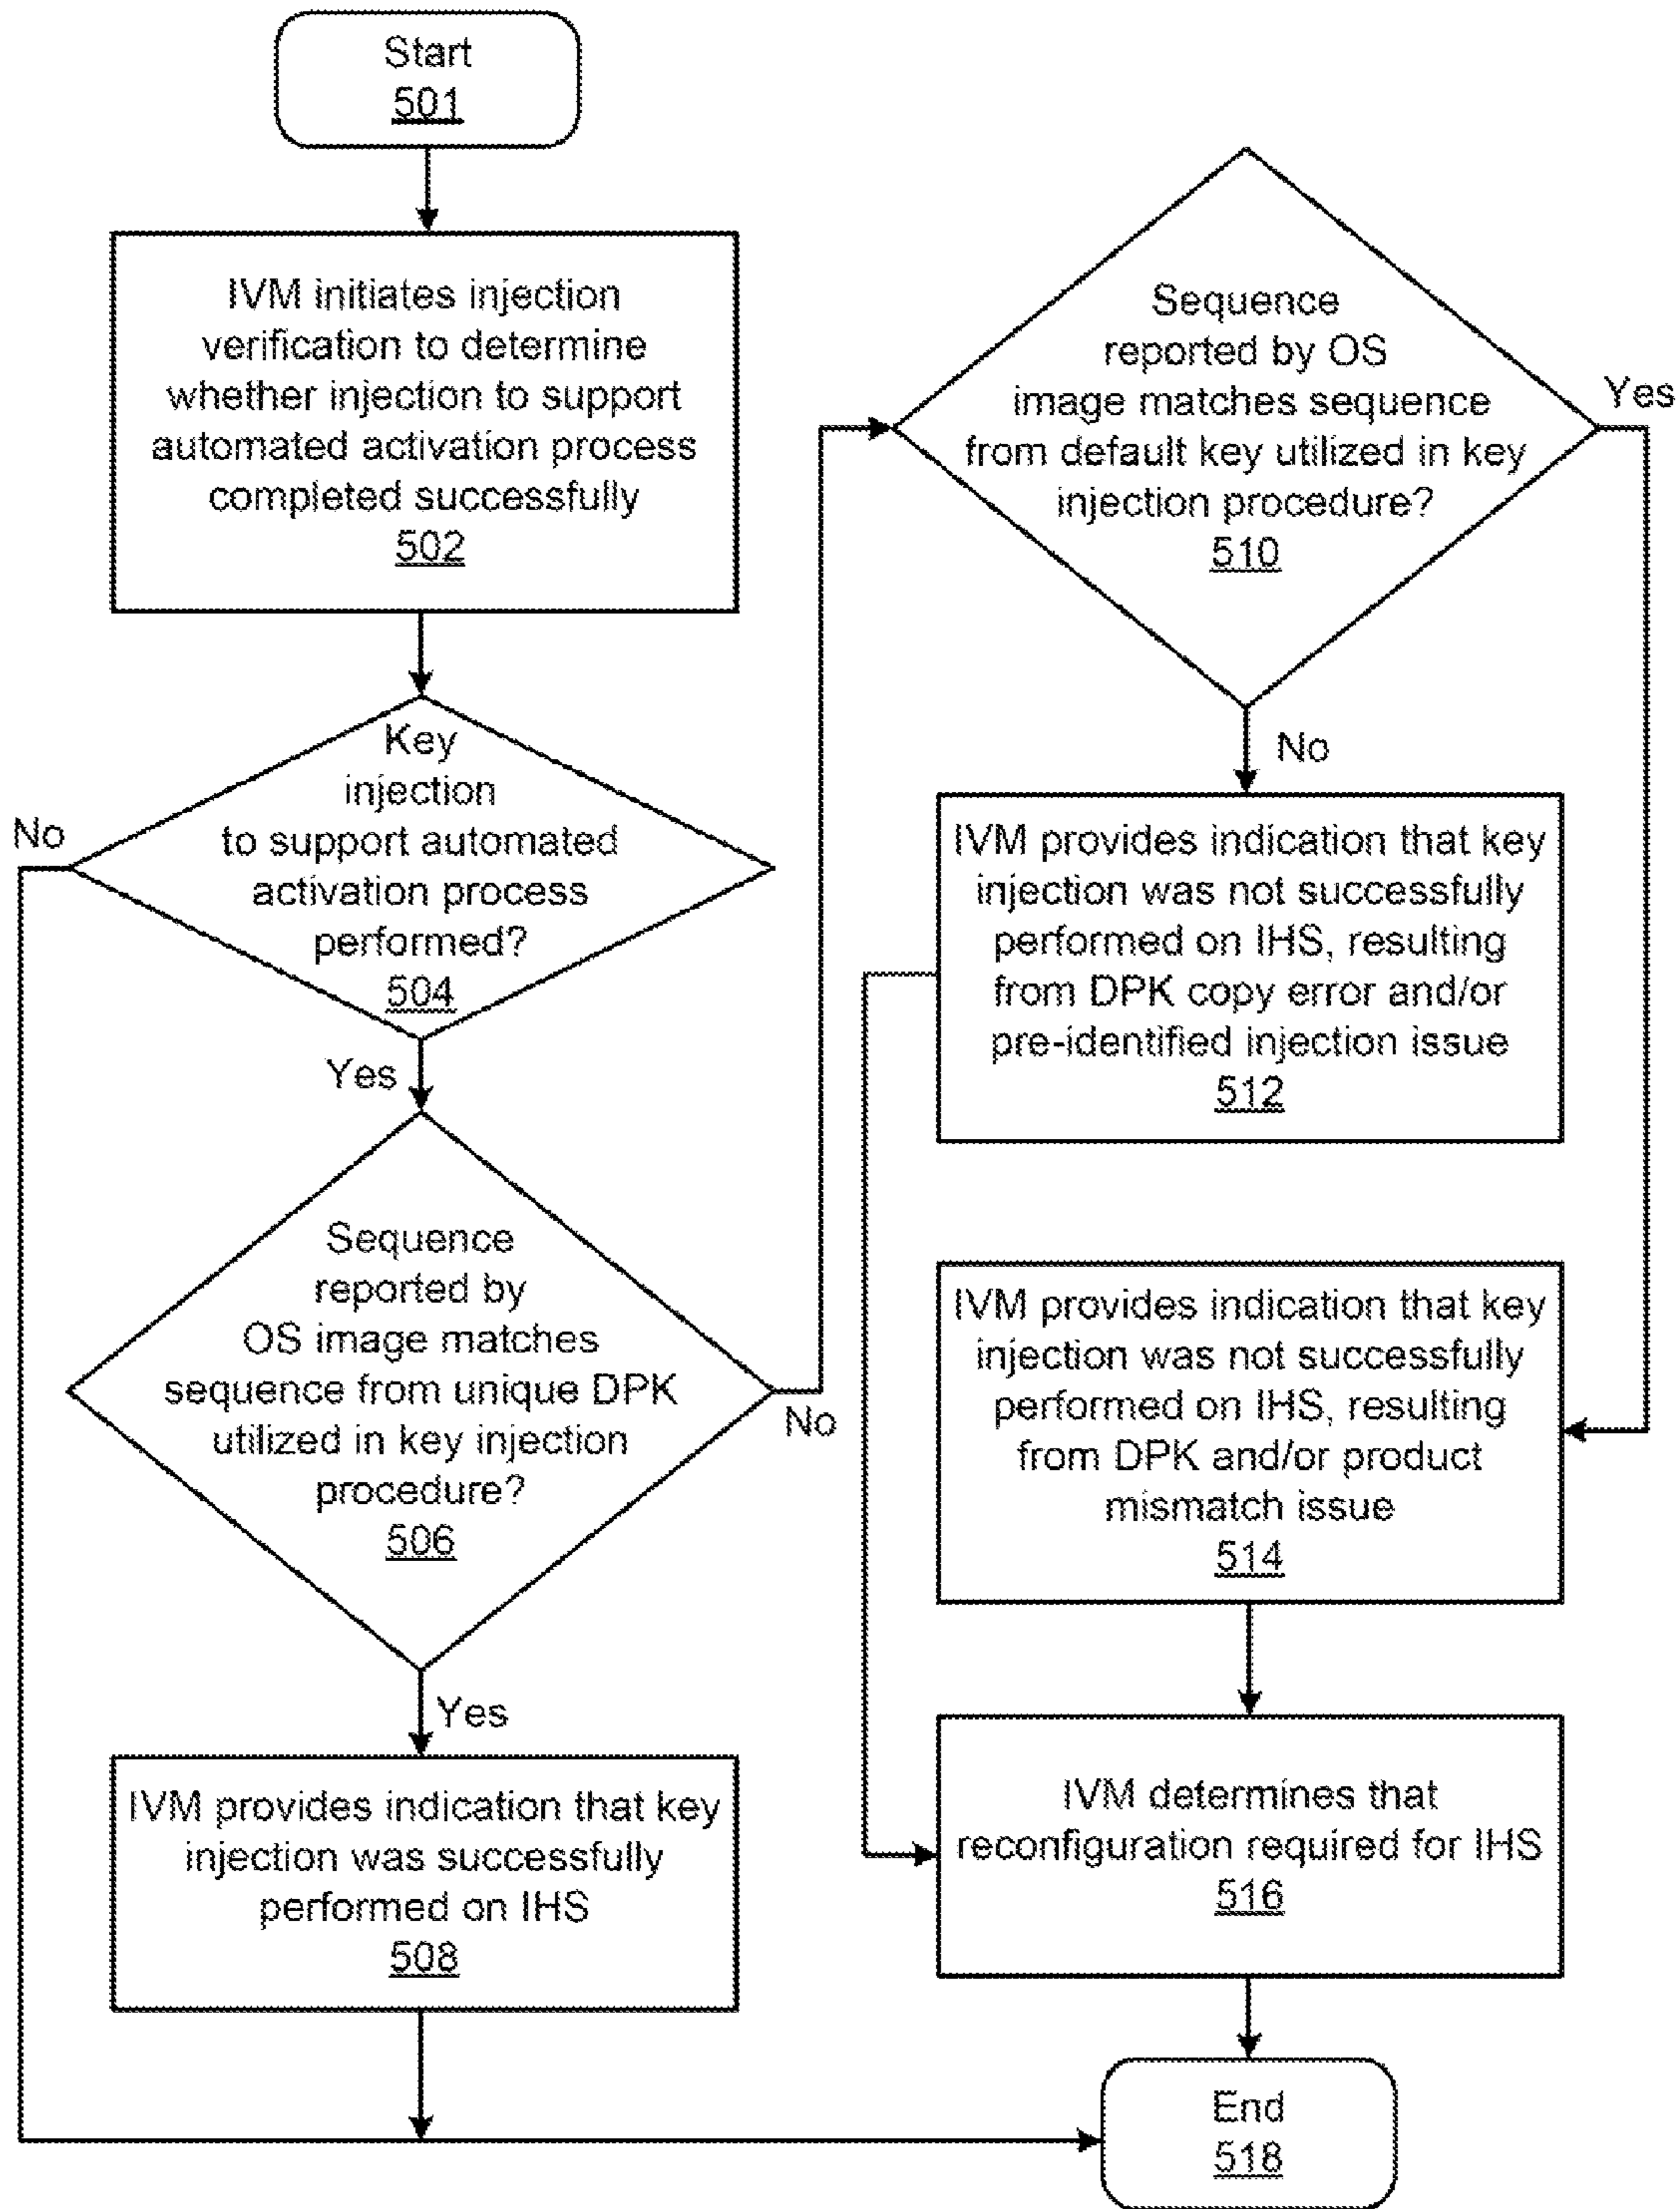 Start
501
IVM initiates injection
verification to determine
whether injection to support
automated activation process
completed successfully
502
Key
injection
to support automated
activation process
performed?
504
No
Yes
Sequence
reported by
OS image matches
sequence from unique DPK
utilized in key injection
procedure?
506
No
Yes
IVM provides indication that key
injection was successfully
performed on IHS
508
Sequence
reported by OS
image matches sequence
from default key utilized in key
injection procedure?
510
Yes
No
IVM provides indication that key
injection was not successfully
performed on IHS, resulting
from DPK copy error and/or
pre-identified injection issue
512
IVM provides indication that key
injection was not successfully
performed on IHS, resulting
from DPK and/or product
mismatch issue
514
IVM determines that
reconfiguration required for IHS
516
End
518